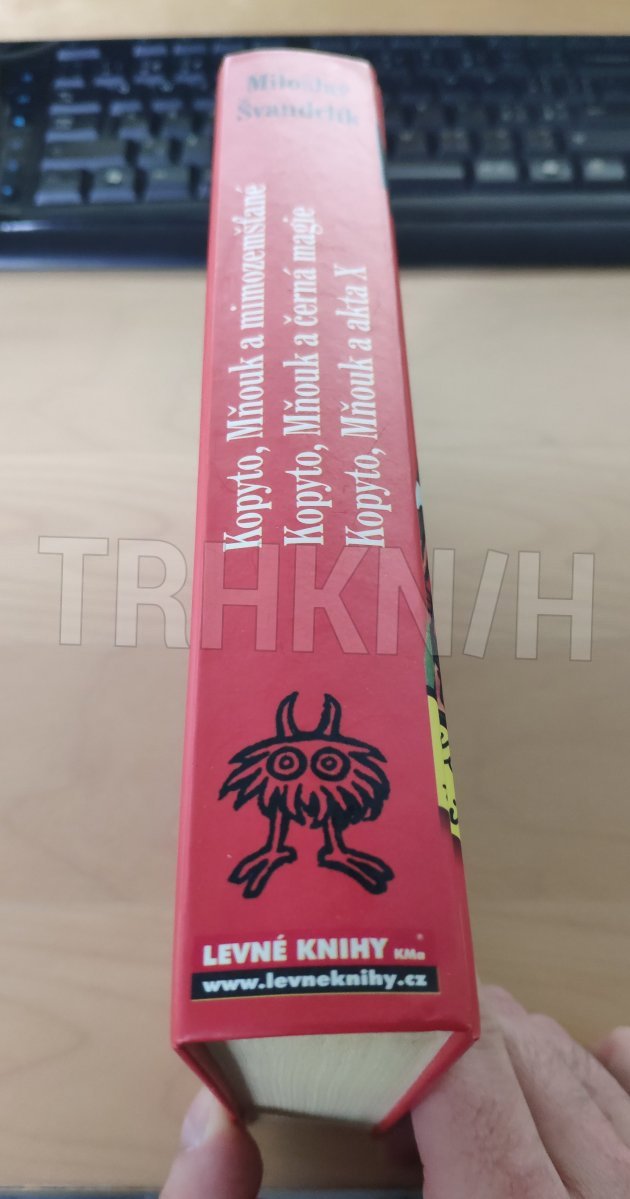 Miloslav
Švandrlík
Kopyto, Mňouk a mimozemšťané
Kopyto, Mňouk a černá magie
Kopyto, Mňouk a akta X
TRHKNIH
LEVNÉ KNIHY KMa
www.levneknihy.cz